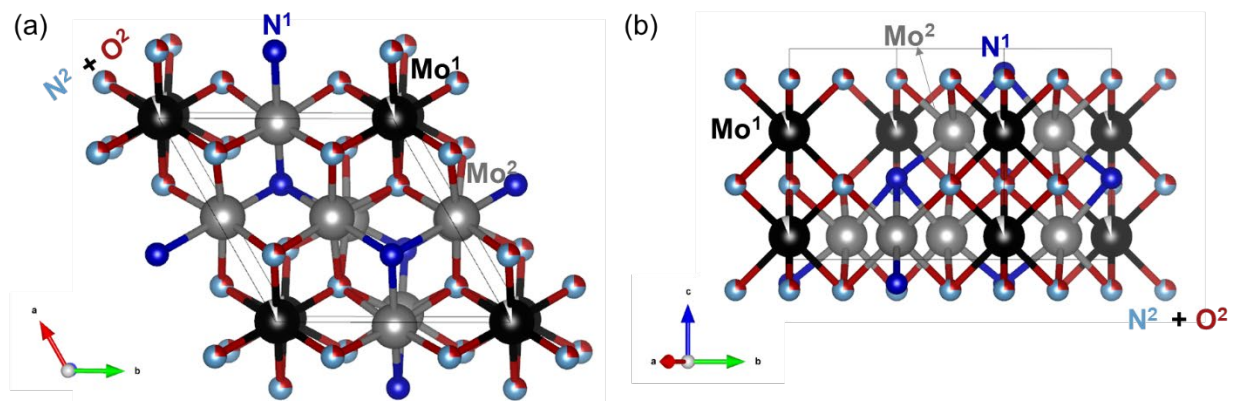 (a)
N¹
N² + O²
Mo¹
Mo²
a
b
(b)
Mo²
N¹
Mo¹
N² + O²
c
a
b